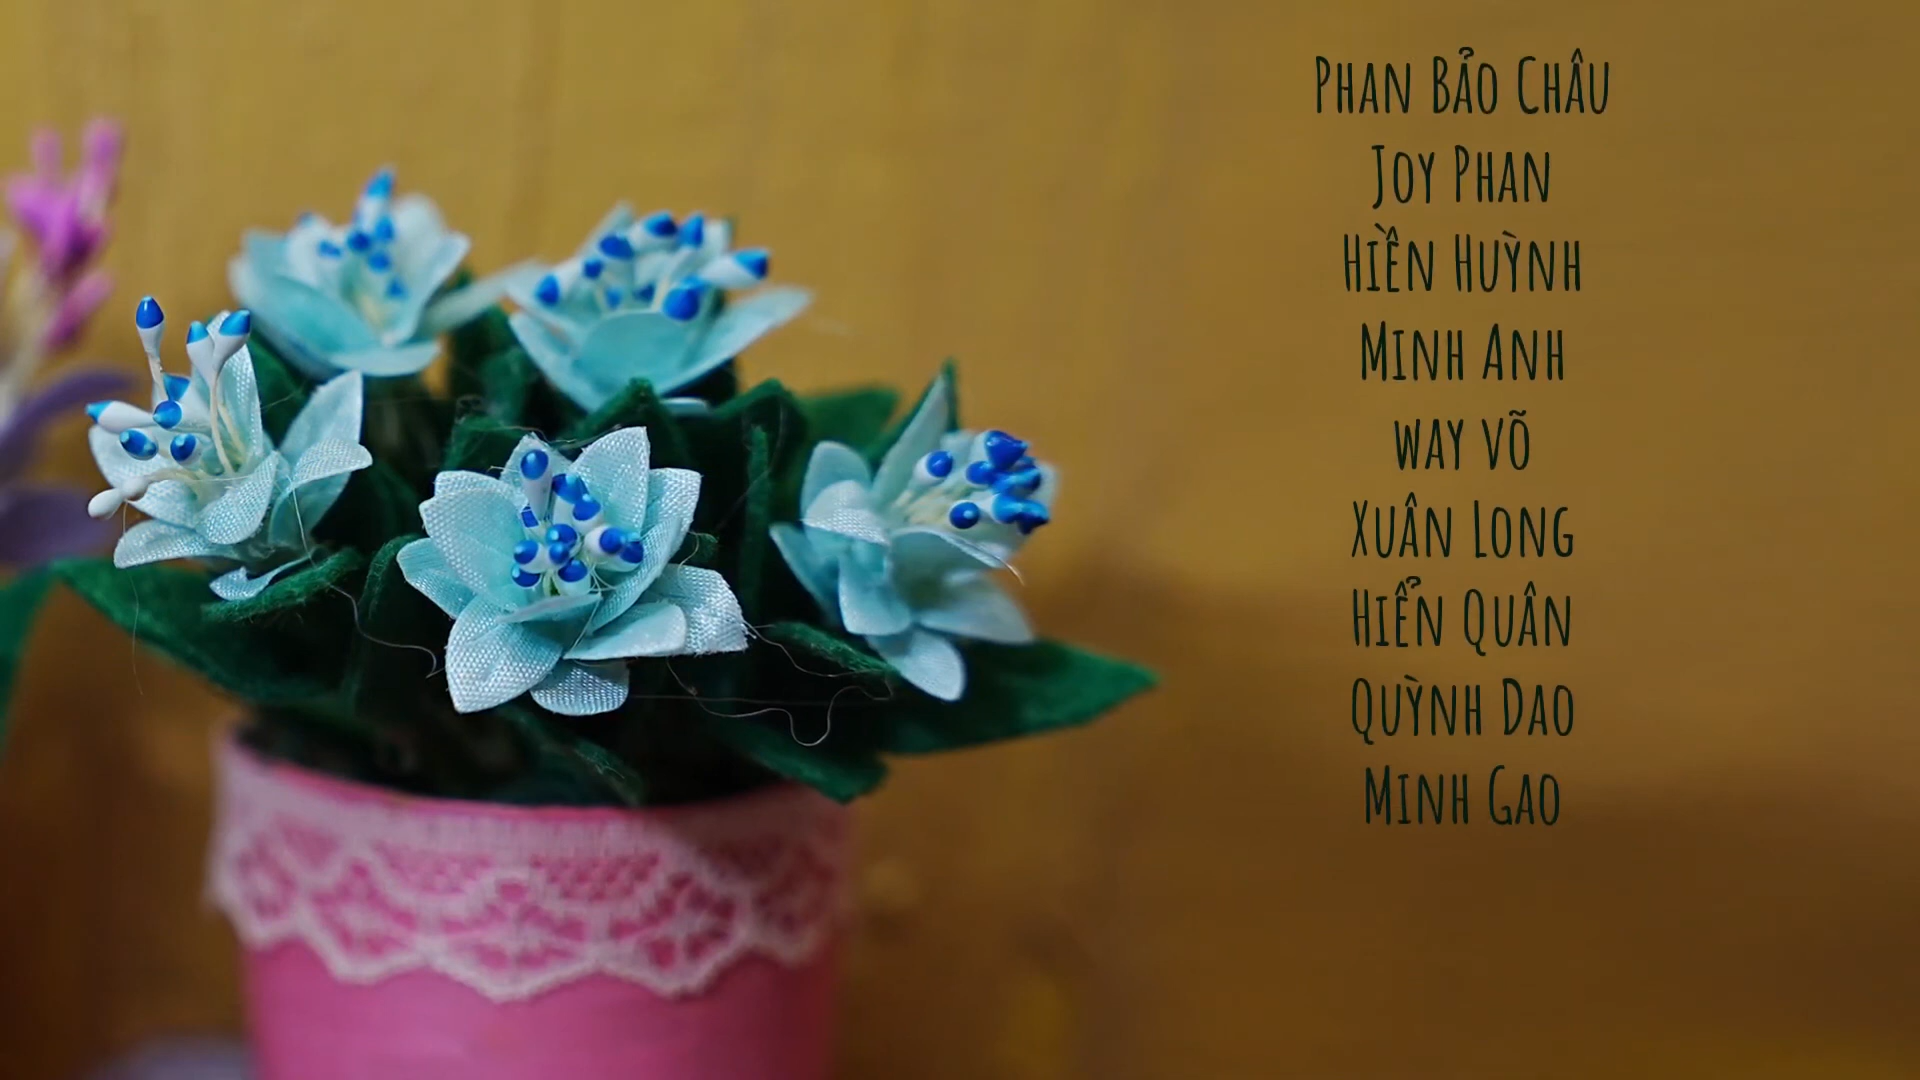 Phan Bảo Châu
Joy Phan
Hiền Huỳnh
Minh Anh
way võ
Xuân Long
Hiển Quân
Quỳnh Dao
Minh Gao